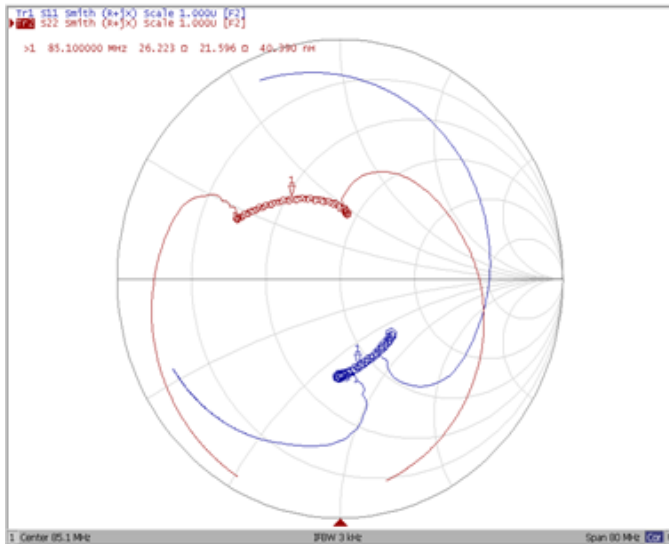 Tr1 S11 Smith (R+jX) Scale 1.000U [F2]
Tr2 S22 Smith (R+jX) Scale 1.000U [F2]
>1 85.100000 MHz 26.223 Ω 21.596 Ω 40.390 nH
1
1
1 Center 85.1 MHz IFBW 3 kHz Span 80 MHz Cor